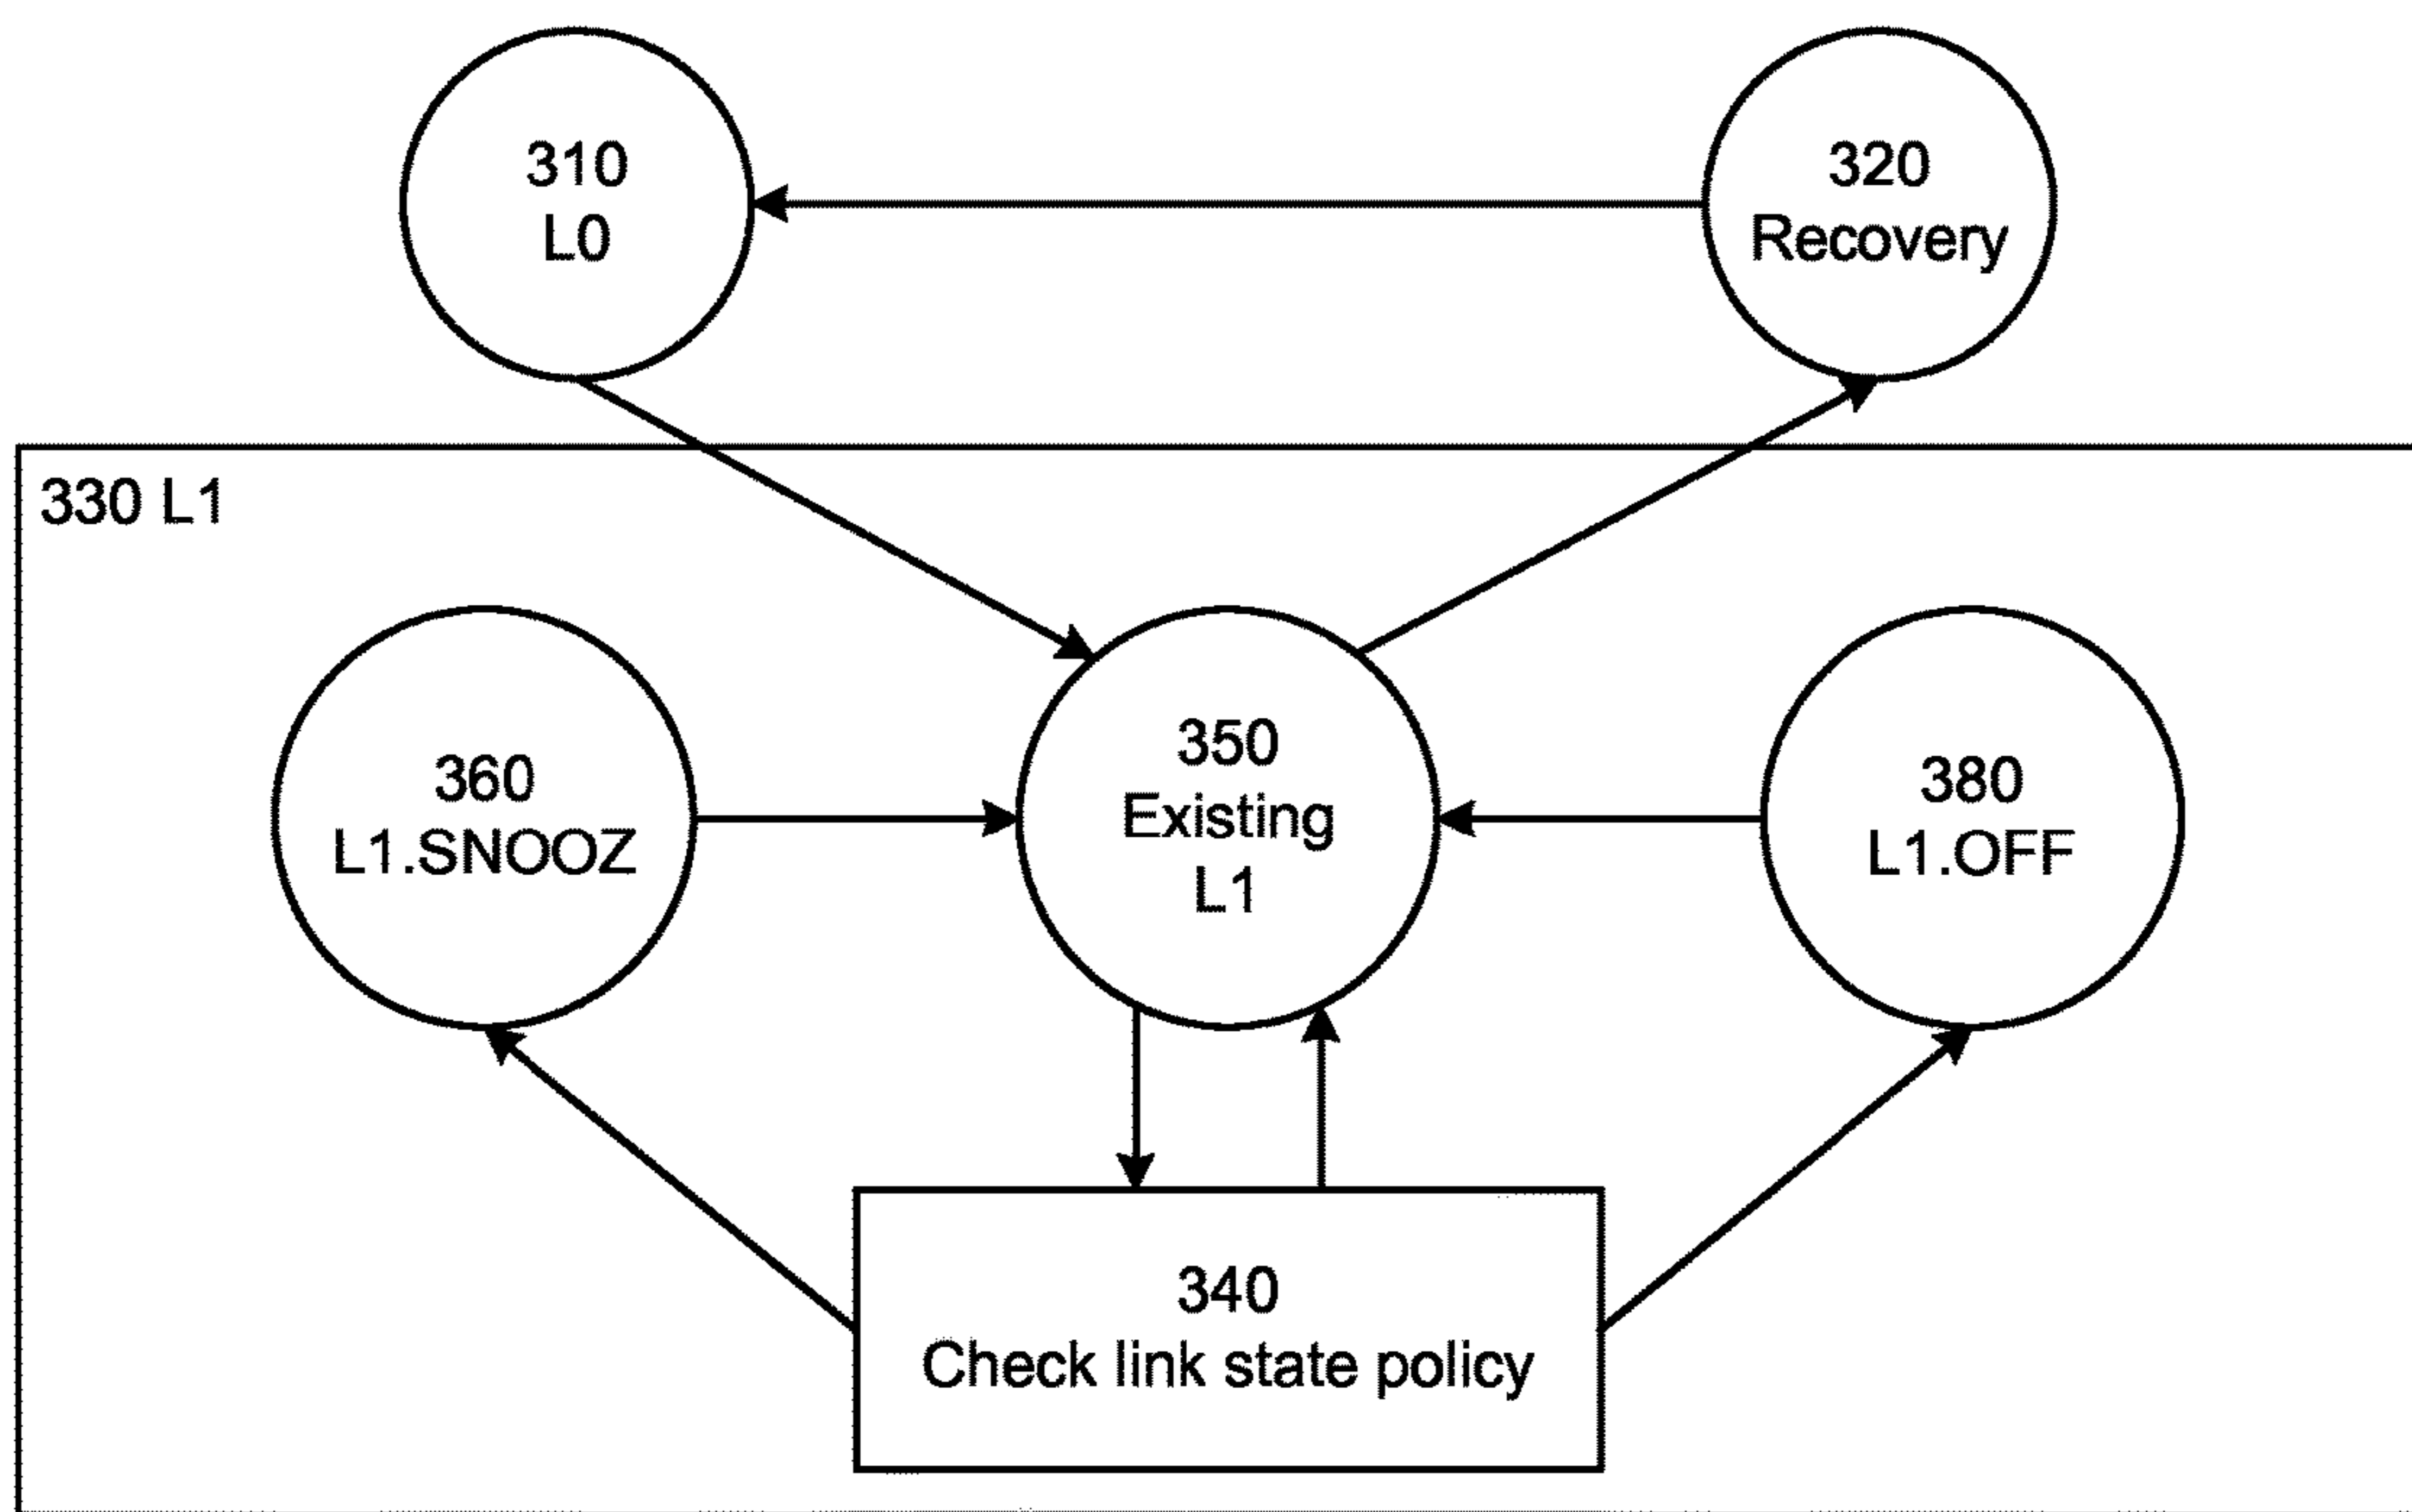 310
L0
320
Recovery
330 L1
360
L1.SNOOZ
350
Existing
L1
380
L1.OFF
340
Check link state policy